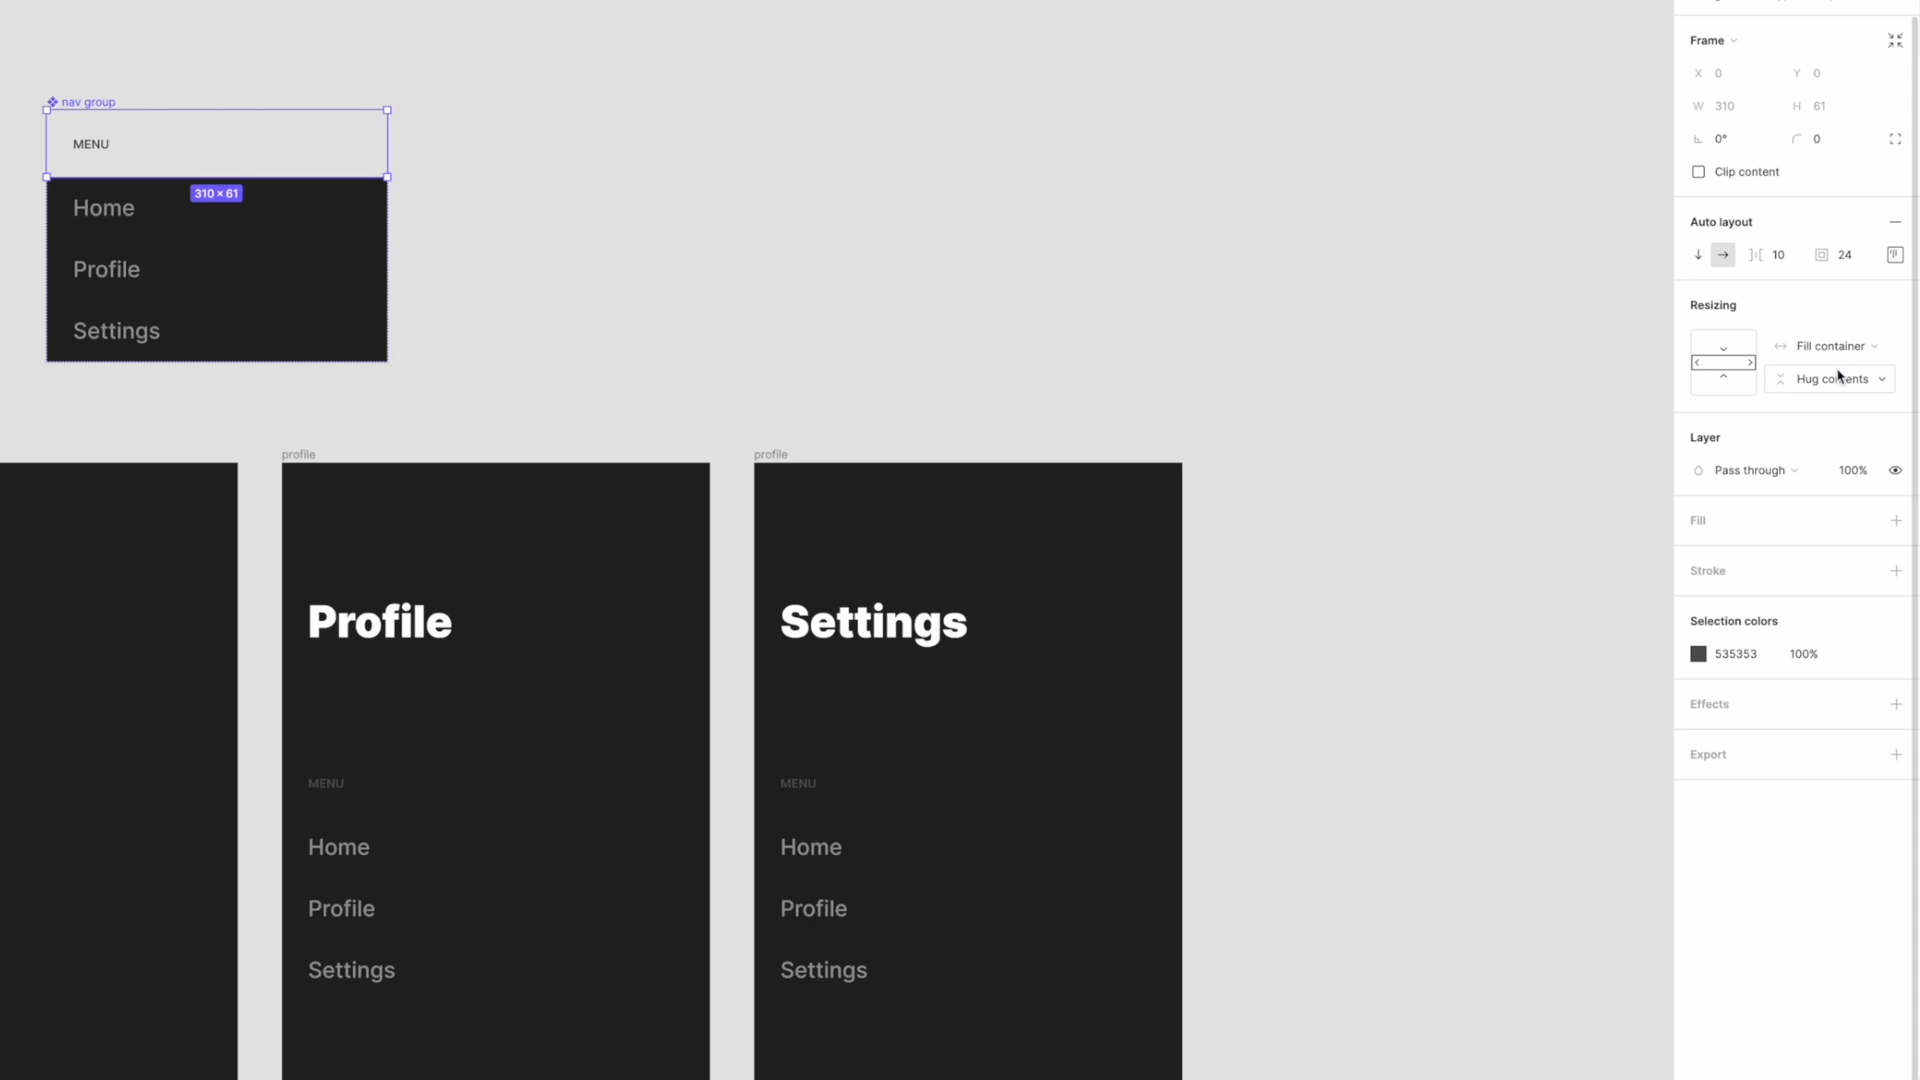 nav group
MENU
310 × 61
Home
Profile
Settings
profile
Profile
MENU
Home
Profile
Settings
profile
Settings
MENU
Home
Profile
Settings
Frame
X 0 Y 0
W 310 H 61
0° 0
Clip content
Auto layout
10 24
Resizing
Fill container
Hug contents
Layer
Pass through 100%
Fill
Stroke
Selection colors
535353 100%
Effects
Export